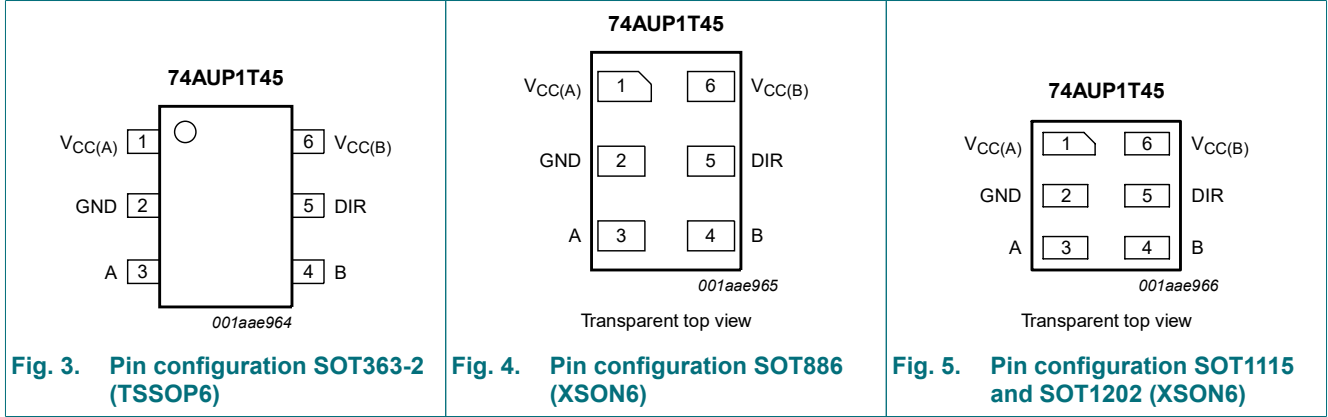 74AUP1T45
VCC(A) 1 6 VCC(B)
GND 2 5 DIR
A 3 4 B
001aae964
Fig. 3. Pin configuration SOT363-2
(TSSOP6)
74AUP1T45
VCC(A) 1 6 VCC(B)
GND 2 5 DIR
A 3 4 B
001aae965
Transparent top view
Fig. 4. Pin configuration SOT886
(XSON6)
74AUP1T45
VCC(A) 1 6 VCC(B)
GND 2 5 DIR
A 3 4 B
001aae966
Transparent top view
Fig. 5. Pin configuration SOT1115
and SOT1202 (XSON6)